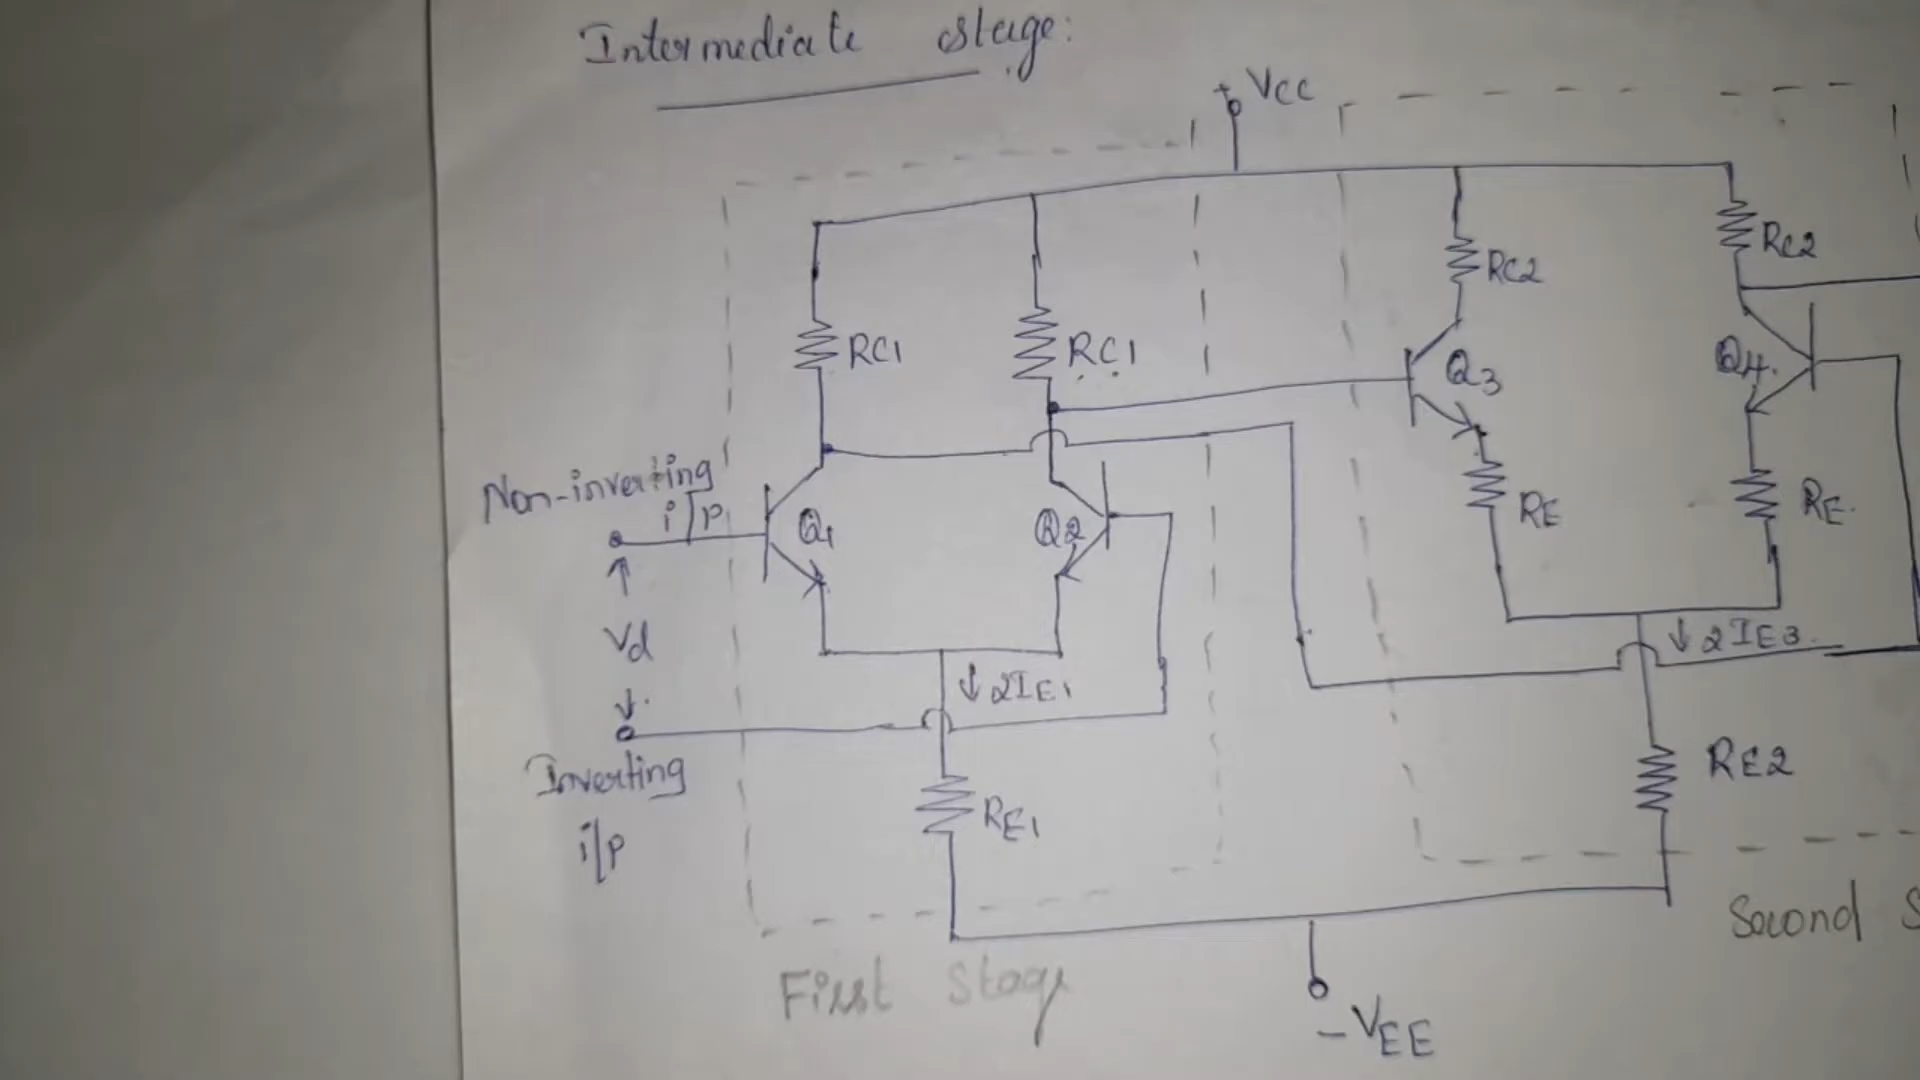 Intermediate stage:
+ VCC
RC1
RC1
RC2
RC2
Q3
Q4.
Non-inverting
i/p
Q1
Q2
RE
RE.
Vd
↓ 2IE1
↓ 2IE3.
Inverting
i/p
RE1
RE2
Second S
First Stage
- VEE